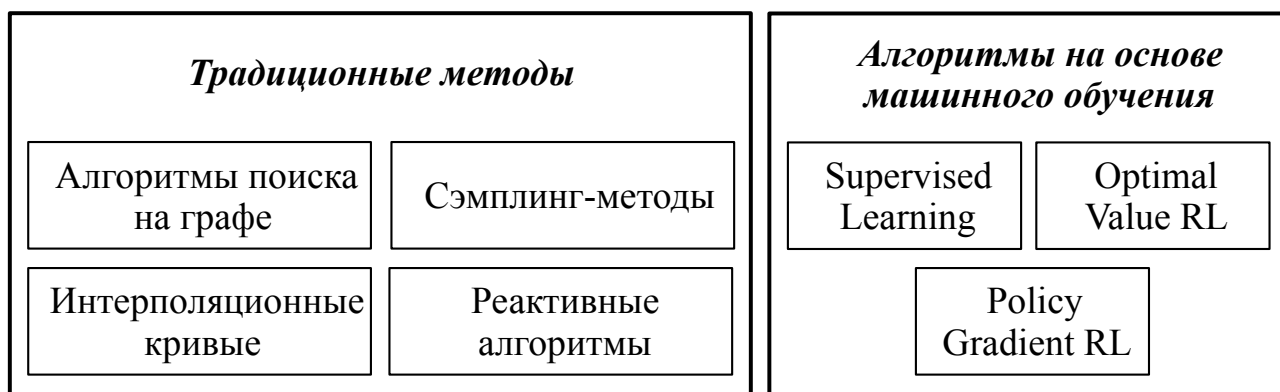 Традиционные методы
Алгоритмы поиска
на графе
Сэмплинг-методы
Интерполяционные
кривые
Реактивные
алгоритмы
Алгоритмы на основе
машинного обучения
Supervised
Learning
Optimal
Value RL
Policy
Gradient RL